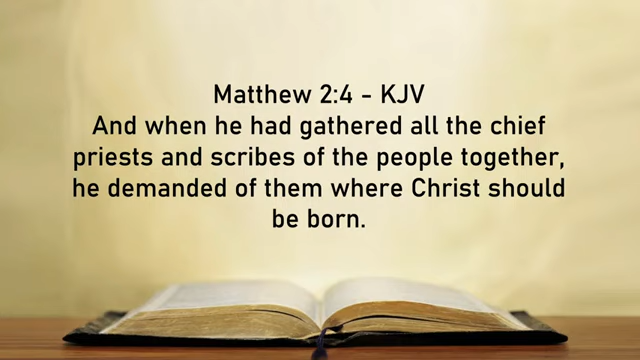 Matthew 2:4 - KJV
And when he had gathered all the chief
priests and scribes of the people together,
he demanded of them where Christ should
be born.